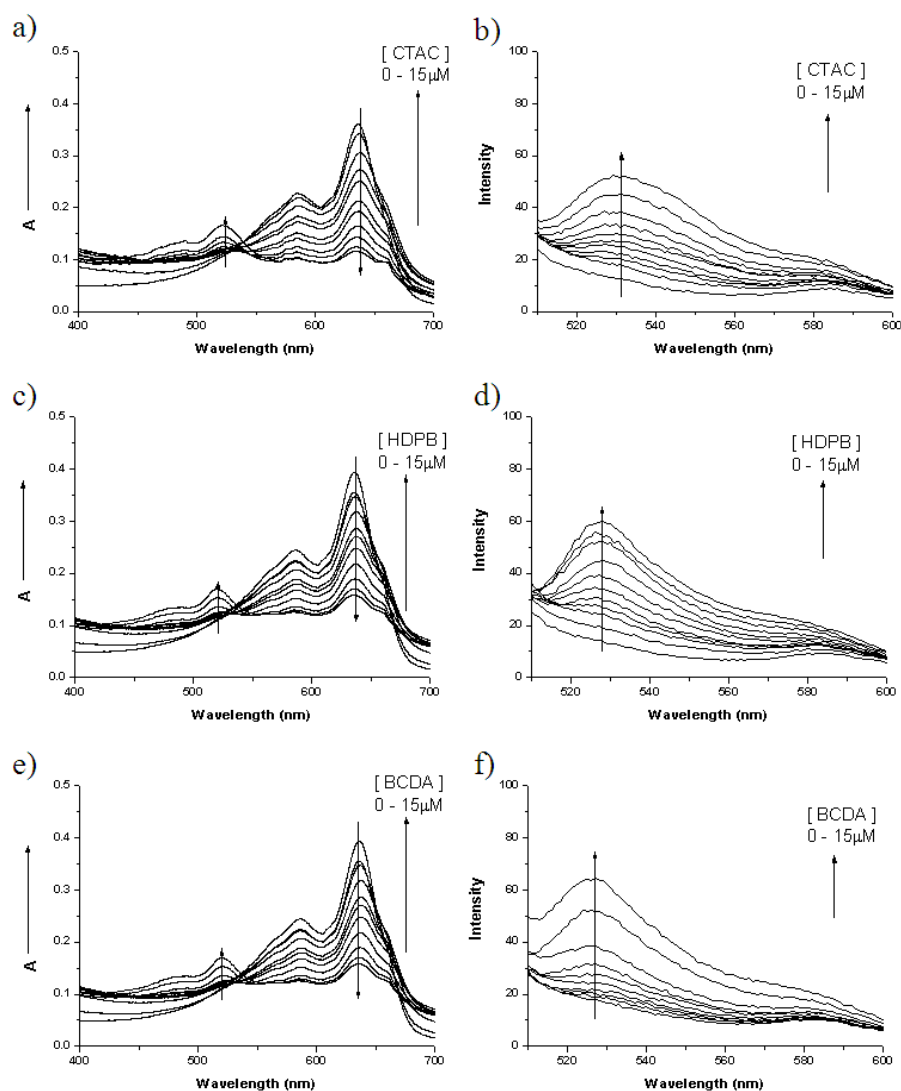 a)
[ CTAC ]
0 - 15µM
0.5
0.4
0.3
0.2
0.1
0.0
A
400 500 600 700
Wavelength (nm)
b)
[ CTAC ]
0 - 15µM
100
80
60
40
20
0
Intensity
520 540 560 580 600
Wavelength (nm)
c)
[ HDPB ]
0 - 15µM
0.5
0.4
0.3
0.2
0.1
0.0
A
400 500 600 700
Wavelength (nm)
d)
[ HDPB ]
0 - 15µM
100
80
60
40
20
0
Intensity
520 540 560 580 600
Wavelength (nm)
e)
[ BCDA ]
0 - 15µM
0.5
0.4
0.3
0.2
0.1
0.0
A
400 500 600 700
Wavelength (nm)
f)
[ BCDA ]
0 - 15µM
100
80
60
40
20
0
Intensity
520 540 560 580 600
Wavelength (nm)